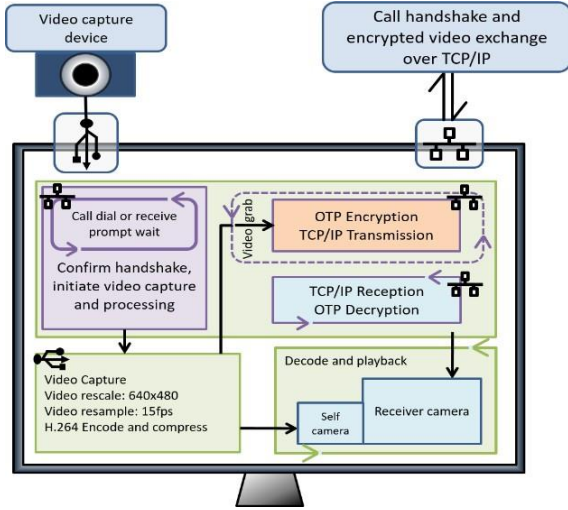 Video capture
device
Call handshake and
encrypted video exchange
over TCP/IP
Call dial or receive
prompt wait
Confirm handshake,
initiate video capture
and processing
Video grab
OTP Encryption
TCP/IP Transmission
TCP/IP Reception
OTP Decryption
Video Capture
Video rescale: 640x480
Video resample: 15fps
H.264 Encode and compress
Decode and playback
Self
camera
Receiver camera